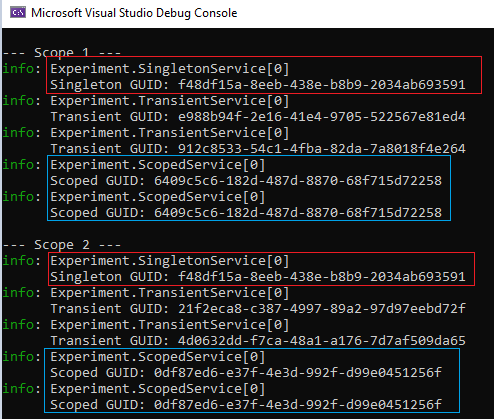 Microsoft Visual Studio Debug Console
--- Scope 1 ---
info: Experiment.SingletonService[0]
Singleton GUID: f48df15a-8eeb-438e-b8b9-2034ab693591
info: Experiment.TransientService[0]
Transient GUID: e988b94f-2e16-41e4-9705-522567e81ed4
info: Experiment.TransientService[0]
Transient GUID: 912c8533-54c1-4fba-82da-7a8018f4e264
info: Experiment.ScopedService[0]
Scoped GUID: 6409c5c6-182d-487d-8870-68f715d72258
info: Experiment.ScopedService[0]
Scoped GUID: 6409c5c6-182d-487d-8870-68f715d72258
--- Scope 2 ---
info: Experiment.SingletonService[0]
Singleton GUID: f48df15a-8eeb-438e-b8b9-2034ab693591
info: Experiment.TransientService[0]
Transient GUID: 21f2eca8-c387-4997-89a2-97d97eebd72f
info: Experiment.TransientService[0]
Transient GUID: 4d0632dd-f7ca-48a1-a176-7d7af509da65
info: Experiment.ScopedService[0]
Scoped GUID: 0df87ed6-e37f-4e3d-992f-d99e0451256f
info: Experiment.ScopedService[0]
Scoped GUID: 0df87ed6-e37f-4e3d-992f-d99e0451256f